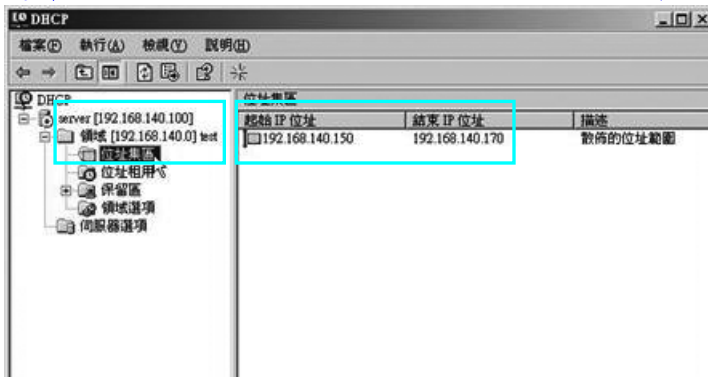 DHCP
檔案(F) 執行(A) 檢視(V) 說明(H)
DHCP
server [192.168.140.100]
領域 [192.168.140.0] test
位址集區
位址租用
保留區
領域選項
伺服器選項
位址集區
起始 IP 位址 結束 IP 位址 描述
192.168.140.150 192.168.140.170 散佈的位址範圍